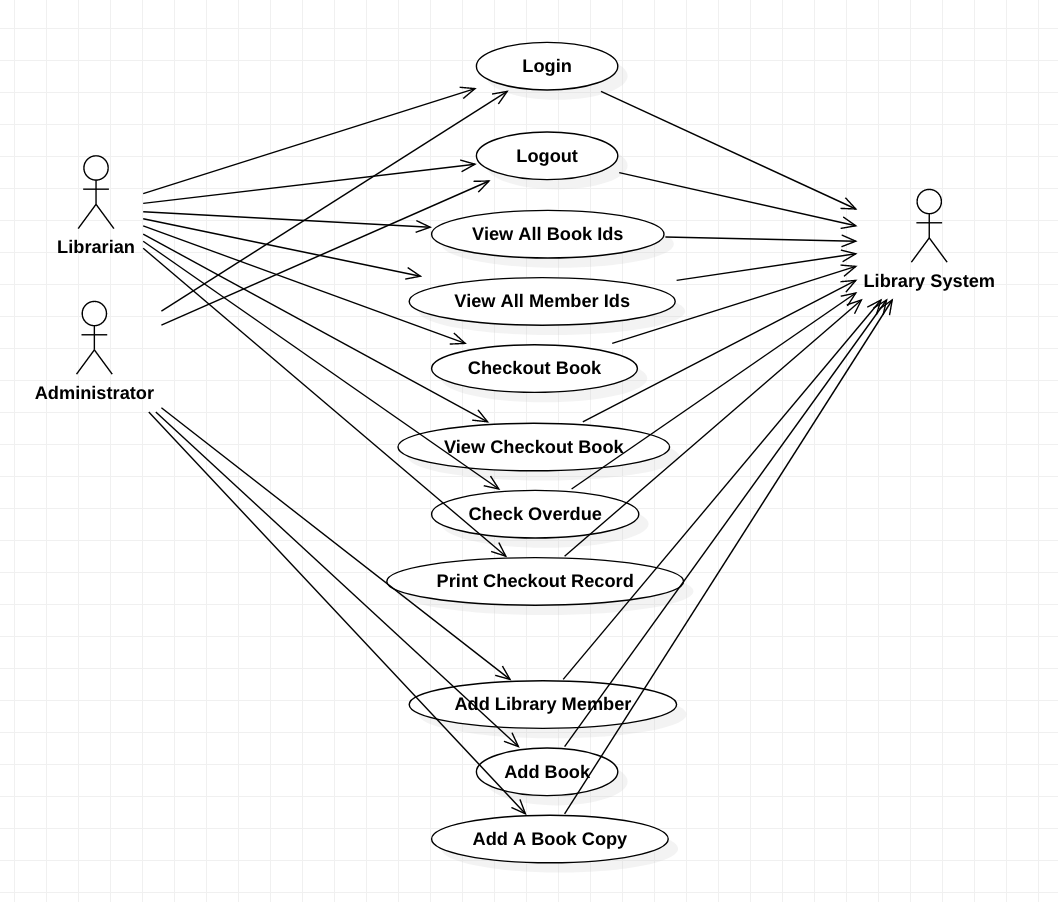 Login
Logout
Librarian
View All Book Ids
Library System
View All Member Ids
Checkout Book
Administrator
View Checkout Book
Check Overdue
Print Checkout Record
Add Library Member
Add Book
Add A Book Copy